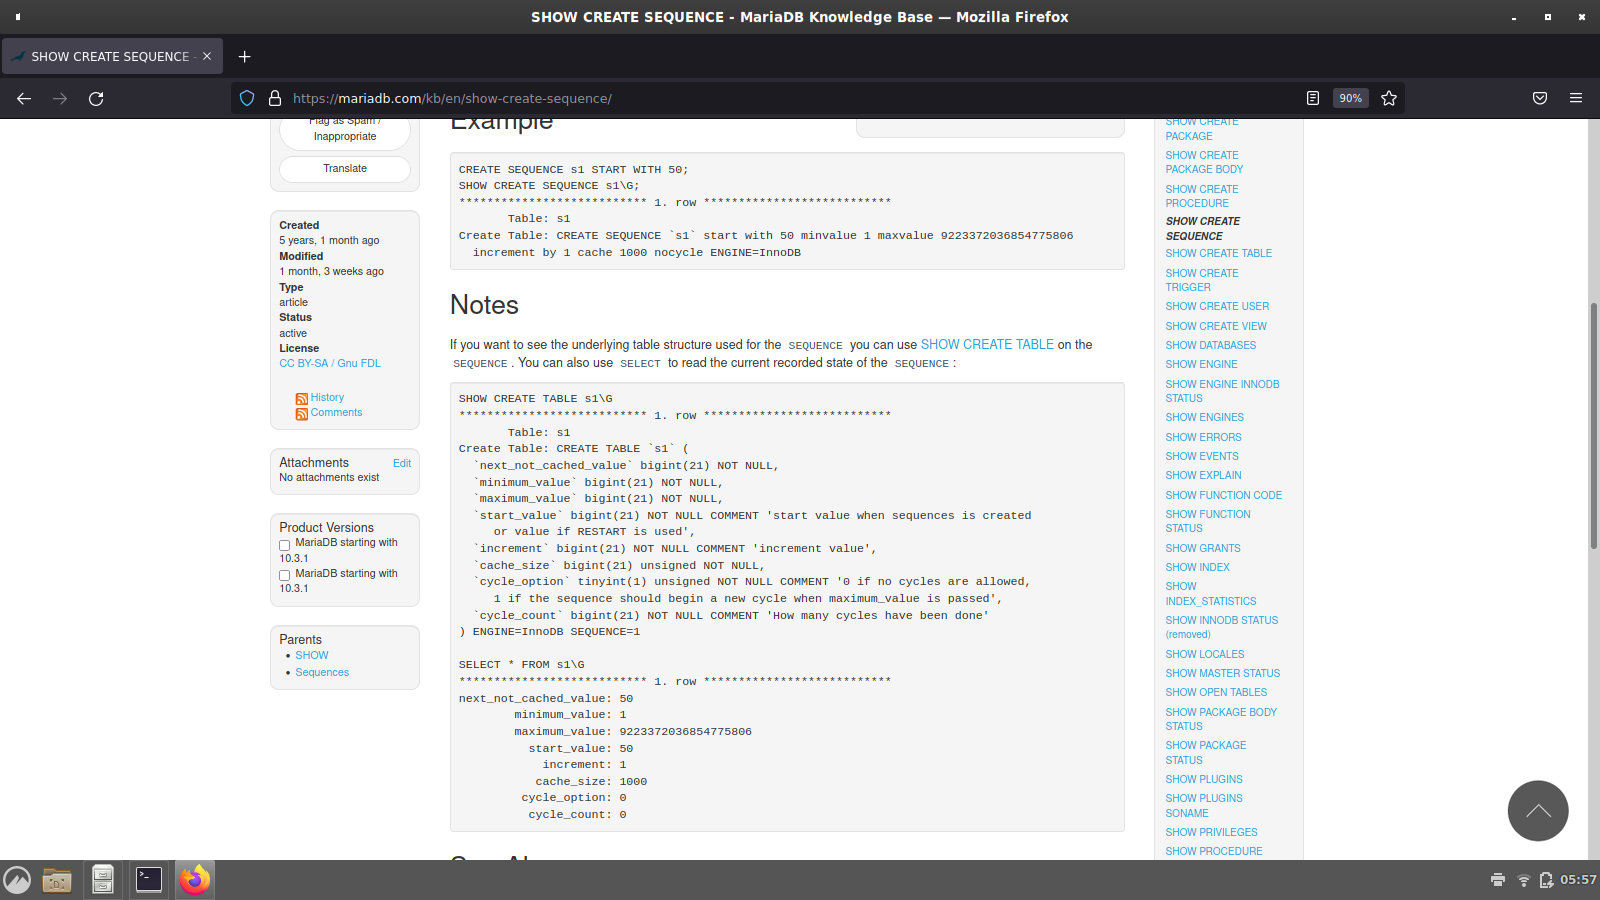 SHOW CREATE SEQUENCE - MariaDB Knowledge Base — Mozilla Firefox
SHOW CREATE SEQUENCE -
https://mariadb.com/kb/en/show-create-sequence/
90%
Flag as Spam /
Inappropriate
Translate
Created
5 years, 1 month ago
Modified
1 month, 3 weeks ago
Type
article
Status
active
License
CC BY-SA / Gnu FDL
History
Comments
Attachments
Edit
No attachments exist
Product Versions
MariaDB starting with
10.3.1
MariaDB starting with
10.3.1
Parents
SHOW
Sequences
Example
CREATE SEQUENCE s1 START WITH 50;
SHOW CREATE SEQUENCE s1\G;
*************************** 1. row ***************************
Table: s1
Create Table: CREATE SEQUENCE `s1` start with 50 minvalue 1 maxvalue 9223372036854775806
increment by 1 cache 1000 nocycle ENGINE=InnoDB
Notes
If you want to see the underlying table structure used for the SEQUENCE you can use SHOW CREATE TABLE on the
SEQUENCE . You can also use SELECT to read the current recorded state of the SEQUENCE :
SHOW CREATE TABLE s1\G
*************************** 1. row ***************************
Table: s1
Create Table: CREATE TABLE `s1` (
`next_not_cached_value` bigint(21) NOT NULL,
`minimum_value` bigint(21) NOT NULL,
`maximum_value` bigint(21) NOT NULL,
`start_value` bigint(21) NOT NULL COMMENT 'start value when sequences is created
or value if RESTART is used',
`increment` bigint(21) NOT NULL COMMENT 'increment value',
`cache_size` bigint(21) unsigned NOT NULL,
`cycle_option` tinyint(1) unsigned NOT NULL COMMENT '0 if no cycles are allowed,
1 if the sequence should begin a new cycle when maximum_value is passed',
`cycle_count` bigint(21) NOT NULL COMMENT 'How many cycles have been done'
) ENGINE=InnoDB SEQUENCE=1
SELECT * FROM s1\G
*************************** 1. row ***************************
next_not_cached_value: 50
minimum_value: 1
maximum_value: 9223372036854775806
start_value: 50
increment: 1
cache_size: 1000
cycle_option: 0
cycle_count: 0
SHOW CREATE
PACKAGE
SHOW CREATE
PACKAGE BODY
SHOW CREATE
PROCEDURE
SHOW CREATE
SEQUENCE
SHOW CREATE TABLE
SHOW CREATE
TRIGGER
SHOW CREATE USER
SHOW CREATE VIEW
SHOW DATABASES
SHOW ENGINE
SHOW ENGINE INNODB
STATUS
SHOW ENGINES
SHOW ERRORS
SHOW EVENTS
SHOW EXPLAIN
SHOW FUNCTION CODE
SHOW FUNCTION
STATUS
SHOW GRANTS
SHOW INDEX
SHOW
INDEX_STATISTICS
SHOW INNODB STATUS
(removed)
SHOW LOCALES
SHOW MASTER STATUS
SHOW OPEN TABLES
SHOW PACKAGE BODY
STATUS
SHOW PACKAGE
STATUS
SHOW PLUGINS
SHOW PLUGINS
SONAME
SHOW PRIVILEGES
SHOW PROCEDURE
05:57